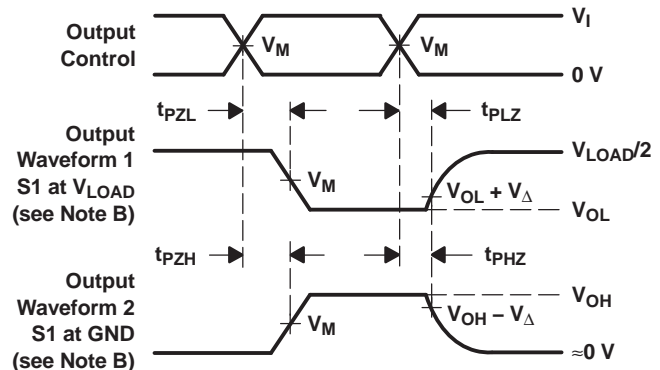 Output
Control
V_M
V_M
V_I
0 V
t_PZL
t_PLZ
Output
Waveform 1
S1 at V_LOAD
(see Note B)
V_M
V_LOAD/2
V_OL + V_Δ
V_OL
t_PZH
t_PHZ
Output
Waveform 2
S1 at GND
(see Note B)
V_M
V_OH
V_OH − V_Δ
≈0 V